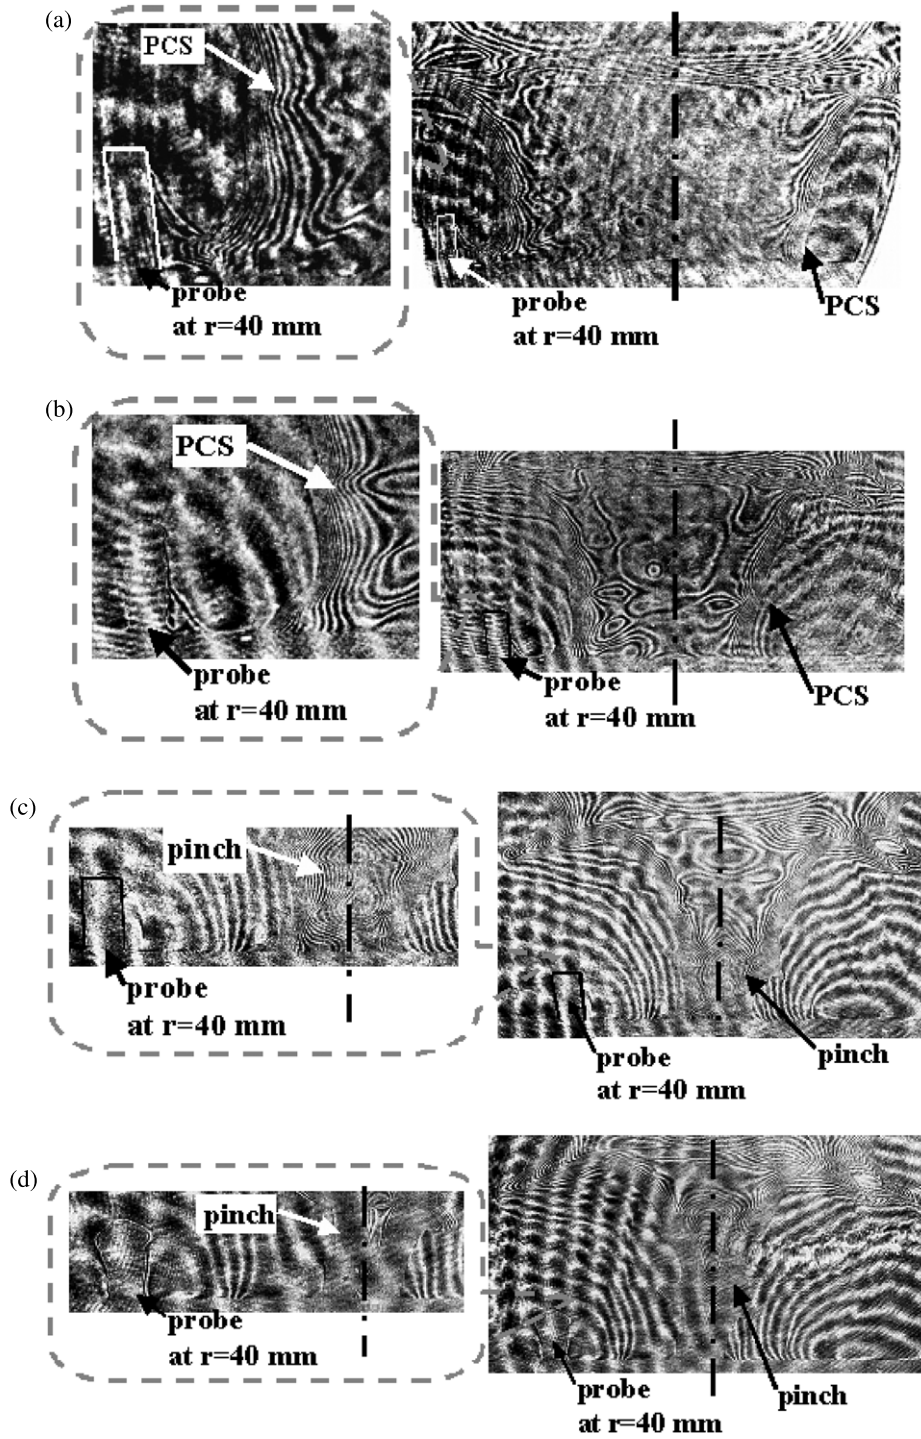 (a)
PCS
probe
at r=40 mm
probe
at r=40 mm
PCS
(b)
PCS
probe
at r=40 mm
probe
at r=40 mm
PCS
(c)
pinch
probe
at r=40 mm
probe
at r=40 mm
pinch
(d)
pinch
probe
at r=40 mm
probe
at r=40 mm
pinch